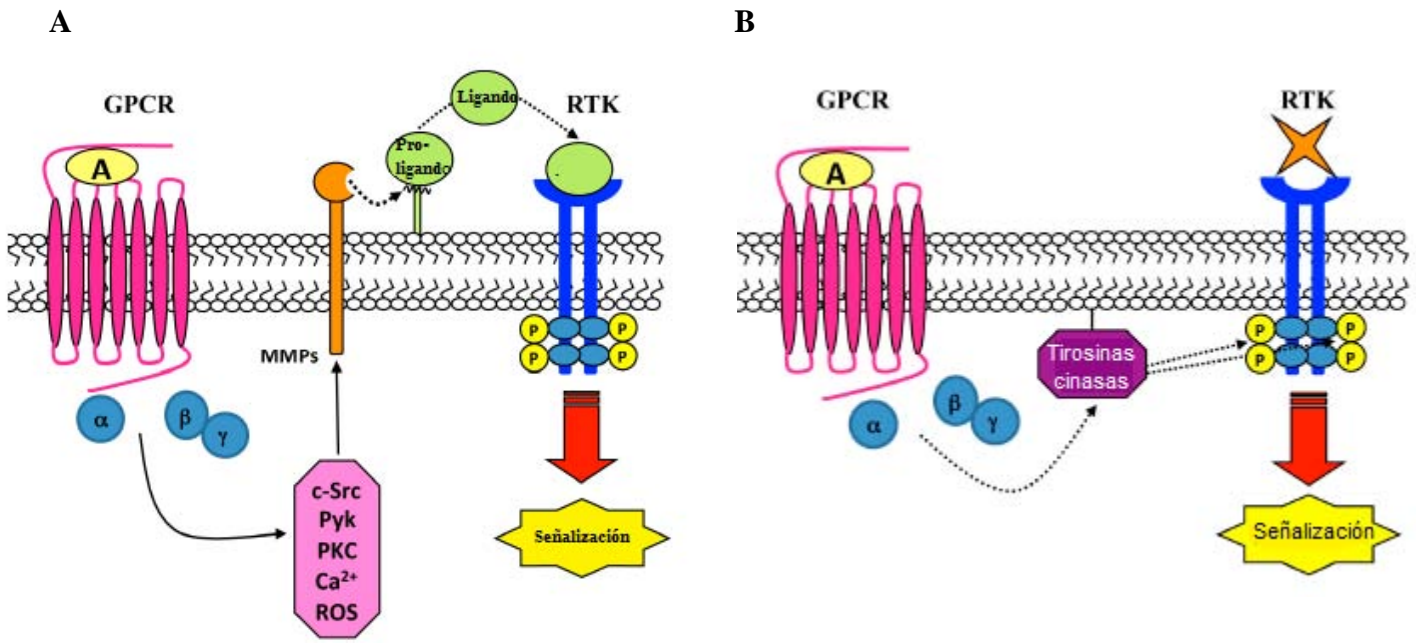 A
GPCR
A
Ligando
Pro-
ligando
RTK
P
P
P
P
MMPs
α
β
γ
c-Src
Pyk
PKC
Ca²⁺
ROS
Señalización
B
GPCR
A
RTK
P
P
P
P
Tirosinas
cinasas
α
β
γ
Señalización